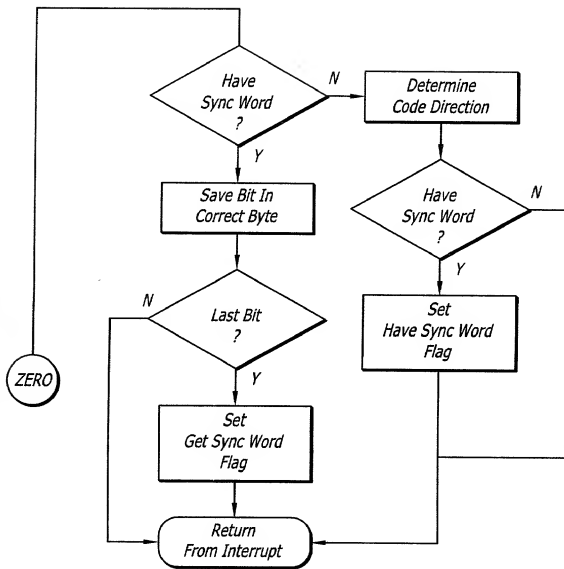 Have
Sync Word
?
N
Determine
Code Direction
Y
Save Bit In
Correct Byte
Have
Sync Word
?
N
Y
N
Last Bit
?
Set
Have Sync Word
Flag
ZERO
Y
Set
Get Sync Word
Flag
Return
From Interrupt